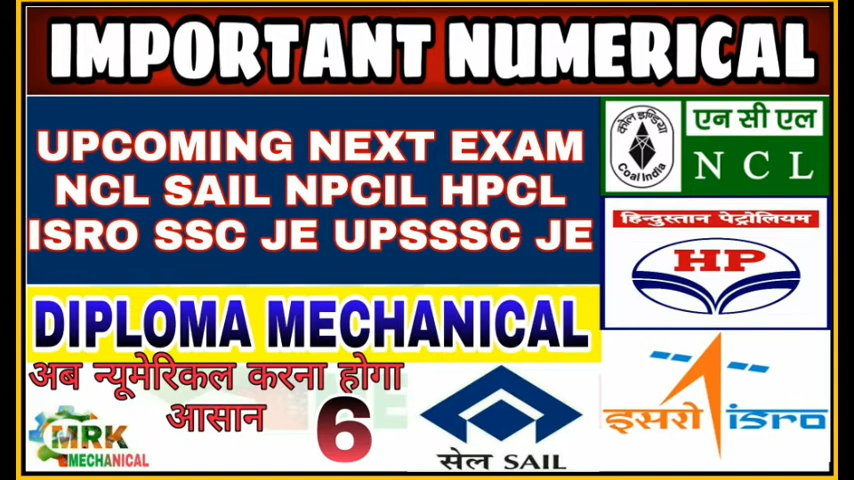 IMPORTANT NUMERICAL
UPCOMING NEXT EXAM
NCL SAIL NPCIL HPCL
ISRO SSC JE UPSSSC JE
कोल इण्डिया
Coal India
एन सी एल
N C L
हिन्दुस्तान पेट्रोलियम
HP
DIPLOMA MECHANICAL
अब न्यूमेरिकल करना होगा
आसान
6
MRK
MECHANICAL
सेल SAIL
इसरो isro